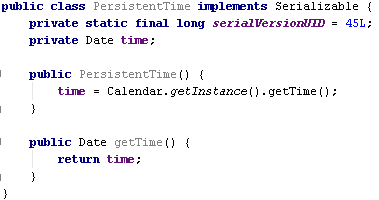 public class PersistentTime implements Serializable {
    private static final long serialVersionUID = 45L;
    private Date time;

    public PersistentTime() {
        time = Calendar.getInstance().getTime();
    }

    public Date getTime() {
        return time;
    }
}